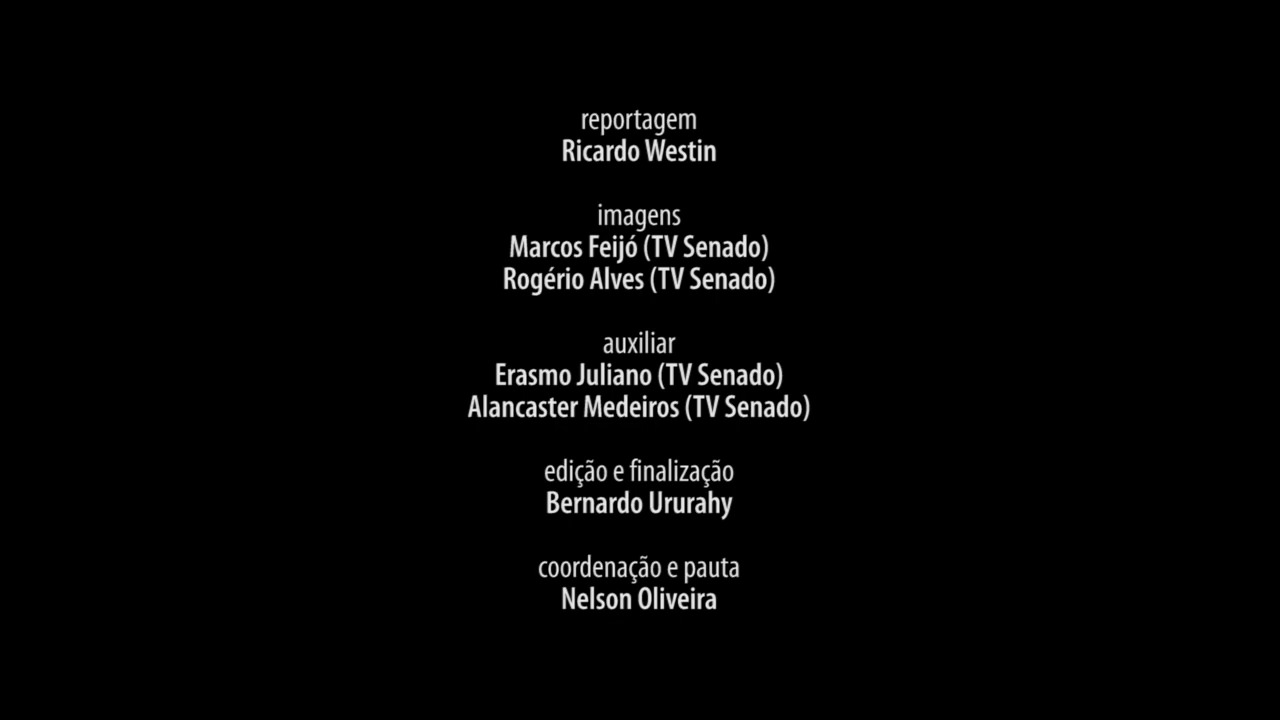 reportagem
Ricardo Westin
imagens
Marcos Feijó (TV Senado)
Rogério Alves (TV Senado)
auxiliar
Erasmo Juliano (TV Senado)
Alancaster Medeiros (TV Senado)
edição e finalização
Bernardo Ururahy
coordenação e pauta
Nelson Oliveira